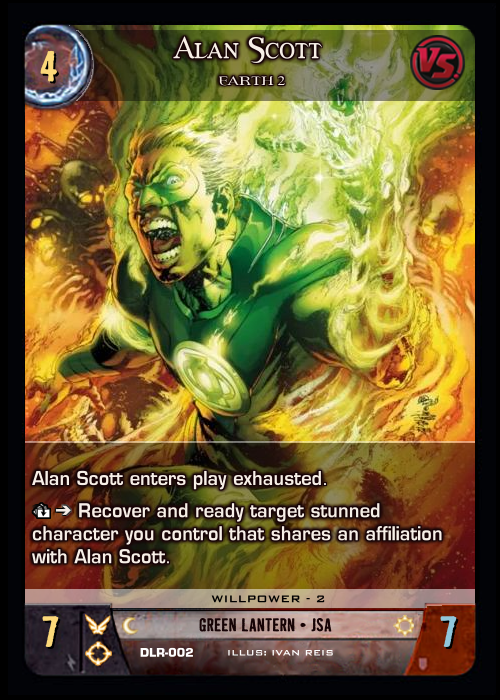 4
ALAN SCOTT
VS.
EARTH 2
Alan Scott enters play exhausted.
➔ Recover and ready target stunned
character you control that shares an affiliation
with Alan Scott.
WILLPOWER - 2
7
GREEN LANTERN • JSA
7
DLR-002
ILLUS: IVAN REIS